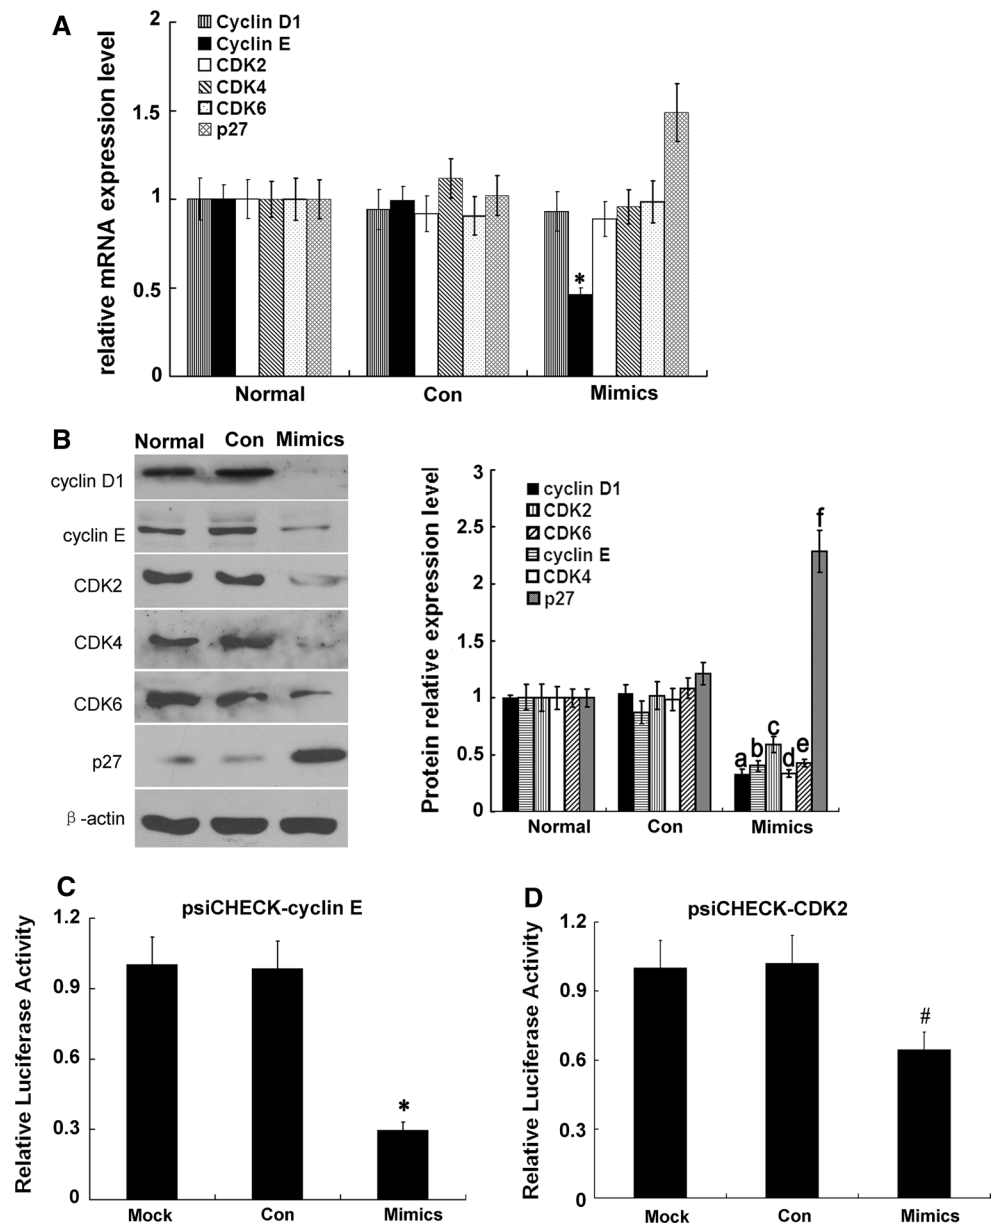 A
relative mRNA expression level
2
1.5
1
0.5
0
Cyclin D1
Cyclin E
CDK2
CDK4
CDK6
p27
*
Normal Con Mimics
B
Normal Con Mimics
cyclin D1
cyclin E
CDK2
CDK4
CDK6
p27
β-actin
Protein relative expression level
3
2.5
2
1.5
1
0.5
0
cyclin D1
CDK2
CDK6
cyclin E
CDK4
p27
a b c d e f
Normal Con Mimics
C
psiCHECK-cyclin E
Relative Luciferase Activity
1.2
0.9
0.6
0.3
0
*
Mock Con Mimics
D
psiCHECK-CDK2
Relative Luciferase Activity
1.2
0.9
0.6
0.3
0
#
Mock Con Mimics